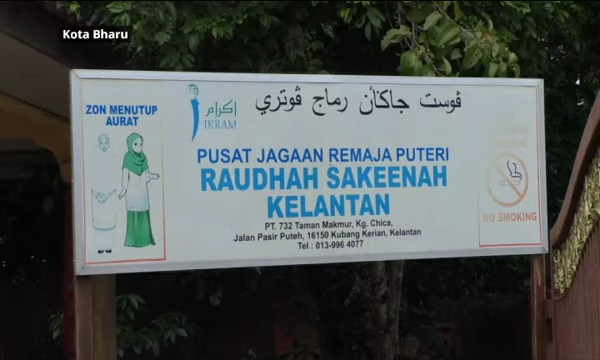 Kota Bharu
ZON MENUTUP
AURAT
إكرام
IKRAM
ڤوست جاݢاٴن رماج ڤوتري
PUSAT JAGAAN REMAJA PUTERI
RAUDHAH SAKEENAH
KELANTAN
PT. 732 Taman Makmur, Kg. Chica,
Jalan Pasir Puteh, 16150 Kubang Kerian, Kelantan
Tel : 013-996 4077
NO SMOKING